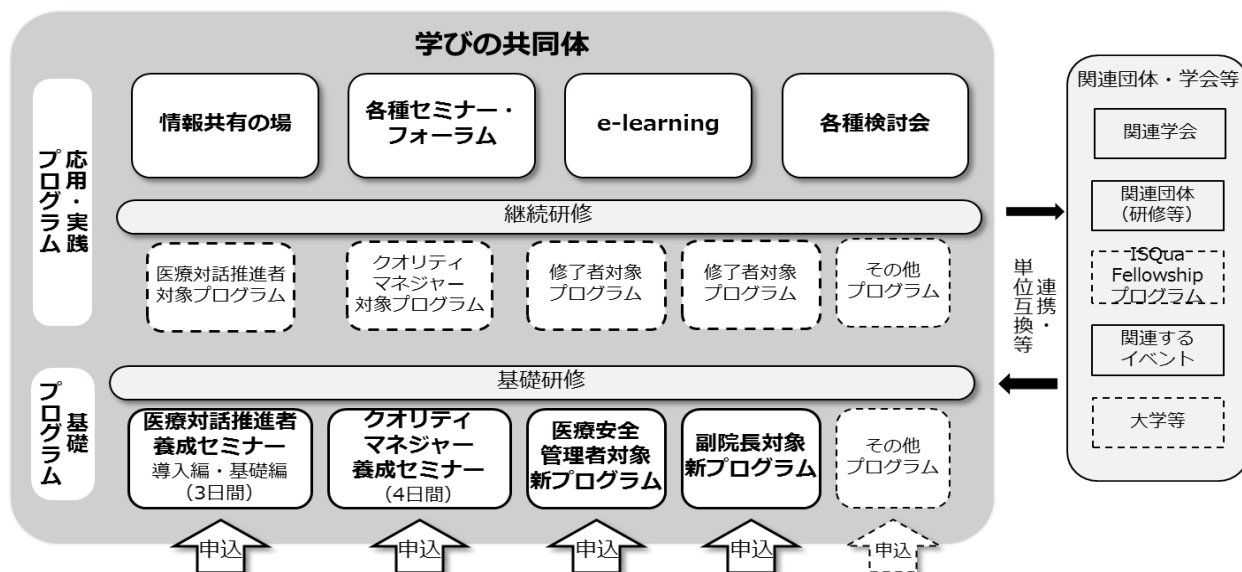 学びの共同体
応用・実践
プログラム
情報共有の場
各種セミナー・
フォーラム
e-learning
各種検討会
継続研修
医療対話推進者
対象プログラム
クオリティ
マネジャー
対象プログラム
修了者対象
プログラム
修了者対象
プログラム
その他
プログラム
基礎
プログラム
基礎研修
医療対話推進者
養成セミナー
導入編・基礎編
(3日間)
クオリティ
マネジャー
養成セミナー
(4日間)
医療安全
管理者対象
新プログラム
副院長対象
新プログラム
その他
プログラム
申込
申込
申込
申込
申込
連携・
単位互換等
関連団体・学会等
関連学会
関連団体
(研修等)
ISQua
Fellowship
プログラム
関連する
イベント
大学等